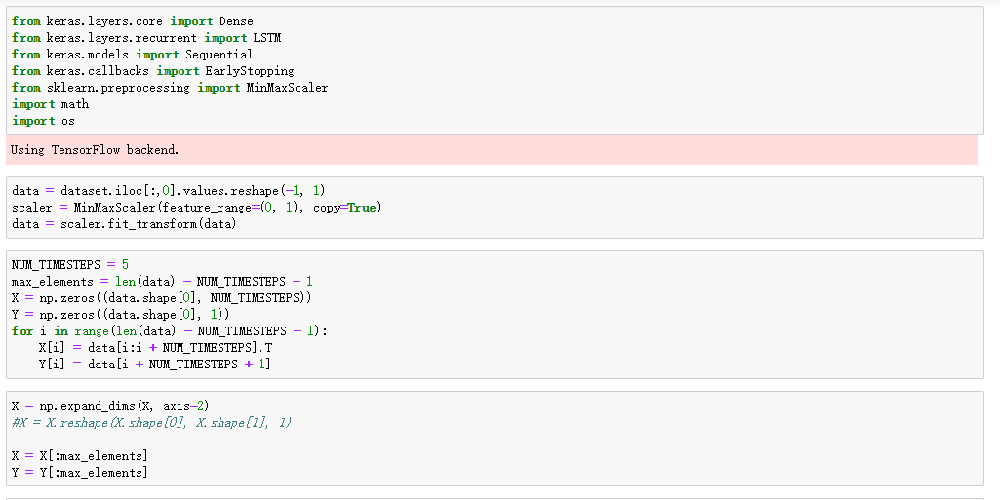 from keras.layers.core import Dense
from keras.layers.recurrent import LSTM
from keras.models import Sequential
from keras.callbacks import EarlyStopping
from sklearn.preprocessing import MinMaxScaler
import math
import os
Using TensorFlow backend.
data = dataset.iloc[:,0].values.reshape(-1, 1)
scaler = MinMaxScaler(feature_range=(0, 1), copy=True)
data = scaler.fit_transform(data)
NUM_TIMESTEPS = 5
max_elements = len(data) - NUM_TIMESTEPS - 1
X = np.zeros((data.shape[0], NUM_TIMESTEPS))
Y = np.zeros((data.shape[0], 1))
for i in range(len(data) - NUM_TIMESTEPS - 1):
    X[i] = data[i:i + NUM_TIMESTEPS].T
    Y[i] = data[i + NUM_TIMESTEPS + 1]
X = np.expand_dims(X, axis=2)
#X = X.reshape(X.shape[0], X.shape[1], 1)
X = X[:max_elements]
Y = Y[:max_elements]